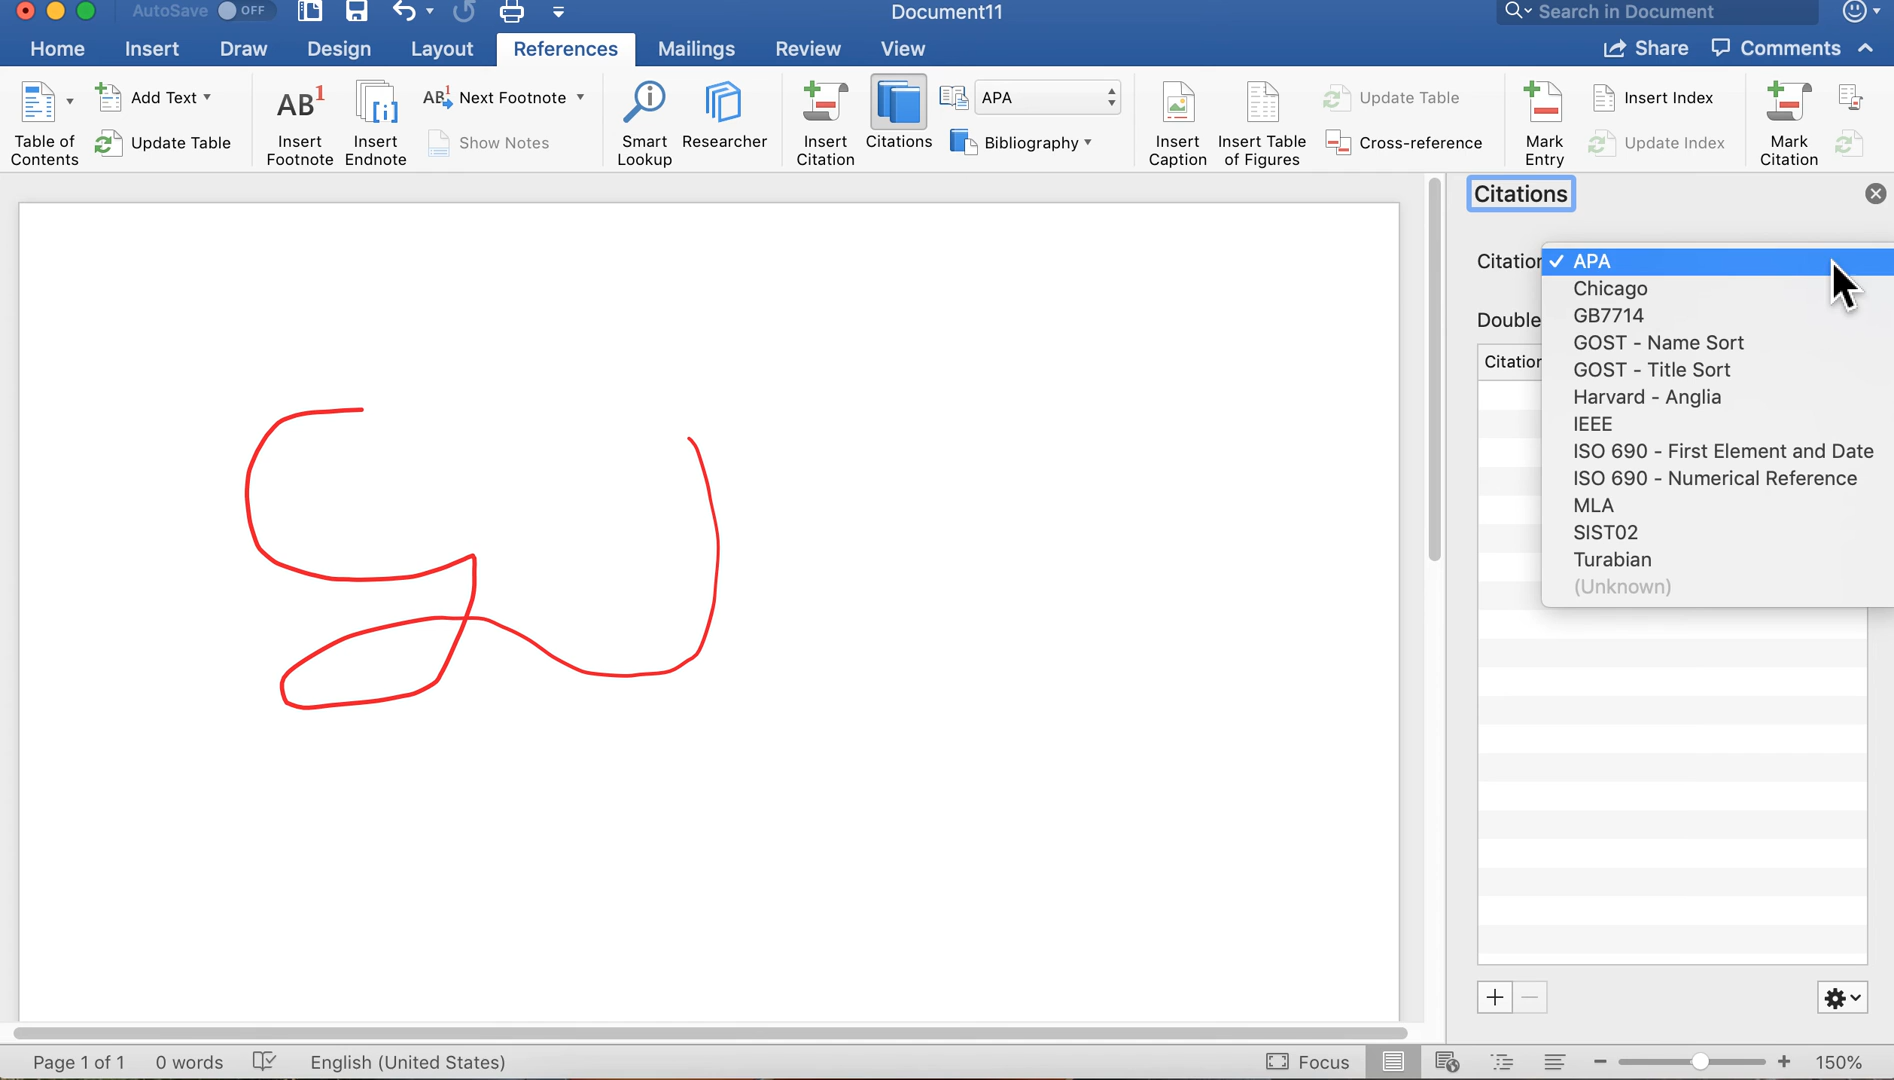 AutoSave OFF Document11 Search in Document
Home Insert Draw Design Layout References Mailings Review View Share Comments
Table of Contents
Add Text
Update Table
AB1
Insert Footnote
Insert Endnote
AB1 Next Footnote
Show Notes
Smart Lookup
Researcher
Insert Citation
Citations
APA
Bibliography
Insert Caption
Insert Table of Figures
Update Table
Cross-reference
Mark Entry
Insert Index
Update Index
Mark Citation
Citations
Citation
✓ APA
Chicago
GB7714
GOST - Name Sort
GOST - Title Sort
Harvard - Anglia
IEEE
ISO 690 - First Element and Date
ISO 690 - Numerical Reference
MLA
SIST02
Turabian
(Unknown)
Double
Citation
Page 1 of 1 0 words English (United States) Focus 150%